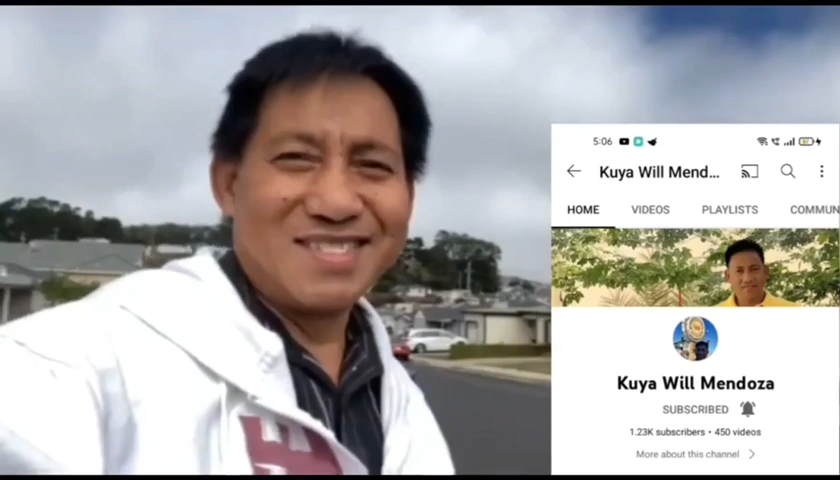 5:06
Kuya Will Mend...
HOME VIDEOS PLAYLISTS COMMUN
Kuya Will Mendoza
SUBSCRIBED
1.23K subscribers • 450 videos
More about this channel